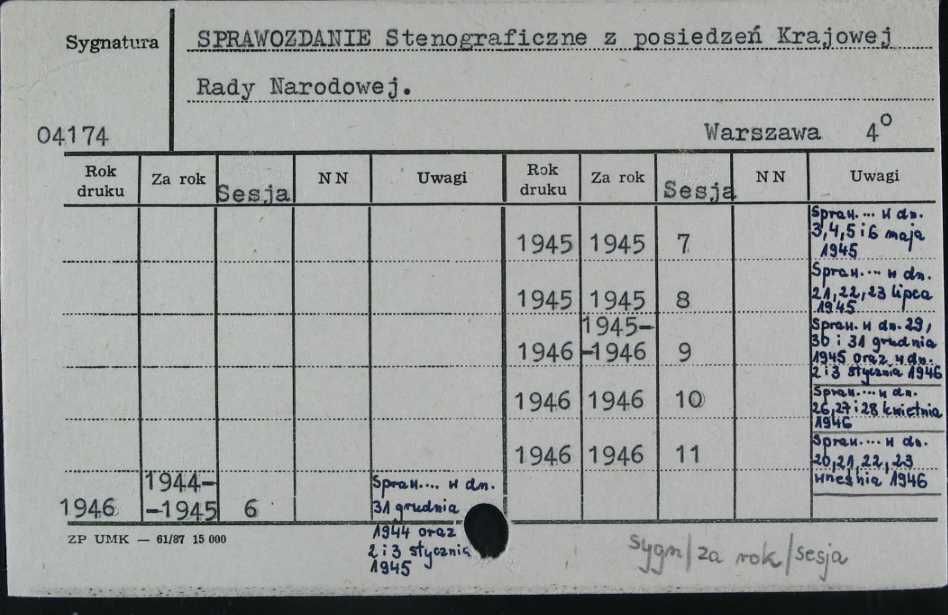 Sygnatura
SPRAWOZDANIE Stenograficzne z posiedzeń Krajowej
Rady Narodowej.
04174
Warszawa 4°
Rok druku Za rok Sesja NN Uwagi Rok druku Za rok Sesja NN Uwagi
1945 1945 7 Spraw.... w dn.
3,4,5 i 6 maja
1945
1945 1945 8 Spraw.... w dn.
21, 22, 23 lipca
1945
1946 1945-
-1946 9 Spraw. w dn. 29,
30 i 31 grudnia
1945 oraz w dn.
2 i 3 stycznia 1946
1946 1946 10 Spraw.... w dn.
26, 27 i 28 kwietnia
1946
1946 1946 11 Spraw.... w dn.
20, 21, 22, 23
września 1946
1946 1944-
-1945 6 Spraw.... w dn.
31 grudnia
1944 oraz
2 i 3 stycznia
1945
ZP UMK — 61/87 15 000
sygn/za rok/sesja